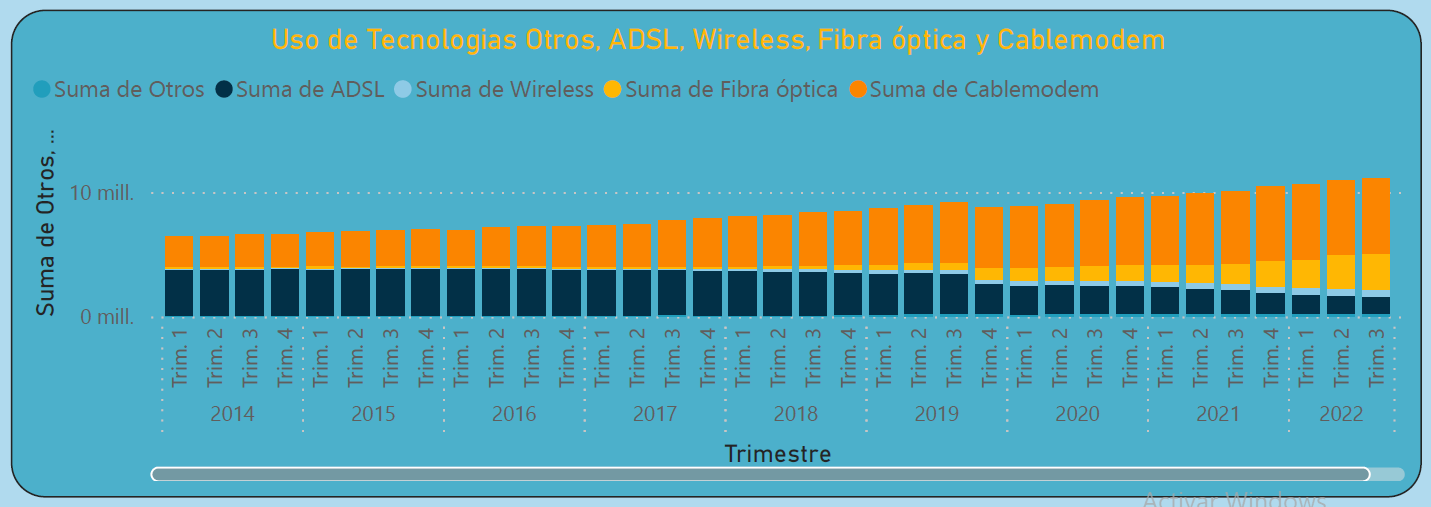 Uso de Tecnologias Otros, ADSL, Wireless, Fibra óptica y Cablemodem
Suma de Otros Suma de ADSL Suma de Wireless Suma de Fibra óptica Suma de Cablemodem
Suma de Otros, ...
10 mill.
0 mill.
Trim. 1 Trim. 2 Trim. 3 Trim. 4 Trim. 1 Trim. 2 Trim. 3 Trim. 4 Trim. 1 Trim. 2 Trim. 3 Trim. 4 Trim. 1 Trim. 2 Trim. 3 Trim. 4 Trim. 1 Trim. 2 Trim. 3 Trim. 4 Trim. 1 Trim. 2 Trim. 3 Trim. 4 Trim. 1 Trim. 2 Trim. 3 Trim. 4 Trim. 1 Trim. 2 Trim. 3 Trim. 4 Trim. 1 Trim. 2 Trim. 3
2014 2015 2016 2017 2018 2019 2020 2021 2022
Trimestre
Activar Windows